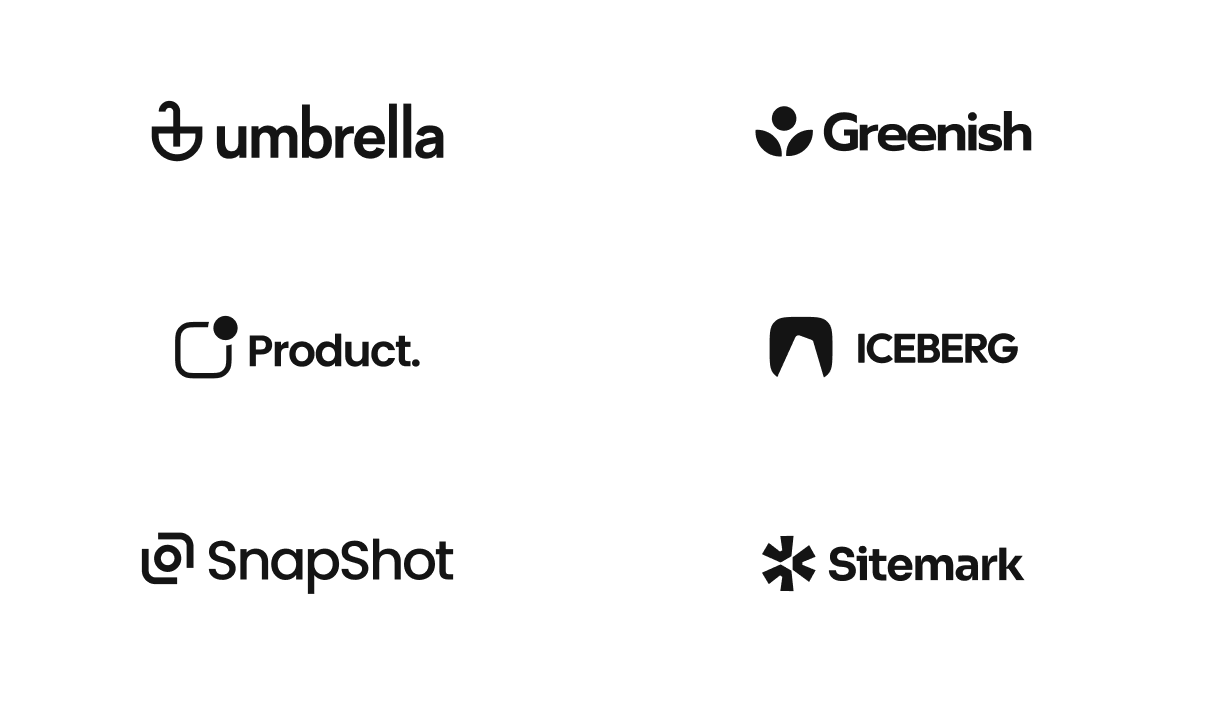 umbrella
Greenish
Product.
ICEBERG
SnapShot
Sitemark